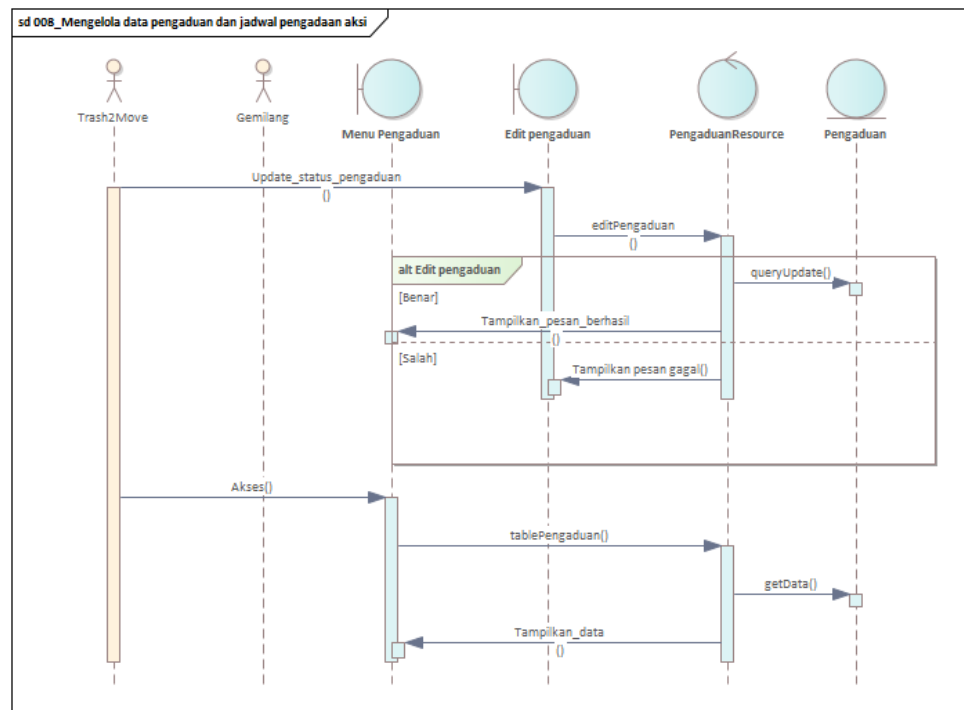 sd 008_Mengelola data pengaduan dan jadwal pengadaan aksi
Trash2Move
Gemilang
Menu Pengaduan
Edit pengaduan
PengaduanResource
Pengaduan
Update_status_pengaduan
()
editPengaduan
()
alt Edit pengaduan
queryUpdate()
[Benar]
Tampilkan_pesan_berhasil
()
[Salah]
Tampilkan pesan gagal()
Akses()
tablePengaduan()
getData()
Tampilkan_data
()